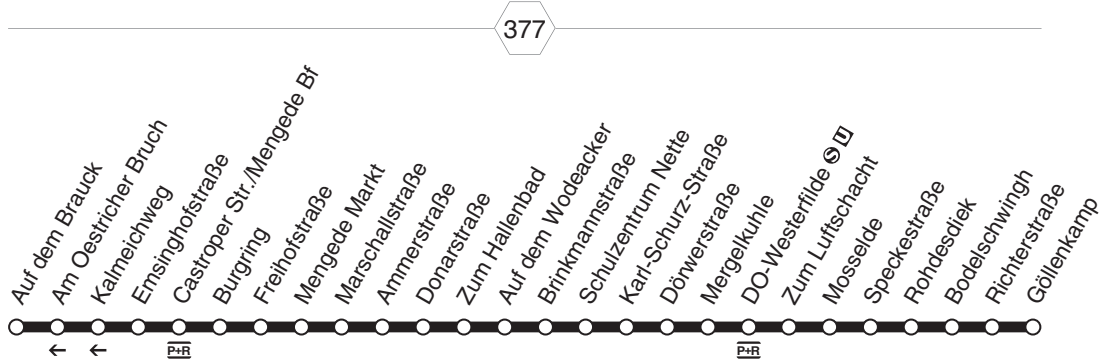 377
Auf dem Brauck
Am Oestricher Bruch
Kalmeichweg
Emsinghofstraße
Castroper Str./Mengede Bf
Burgring
Freihofstraße
Mengede Markt
Marschallstraße
Ammerstraße
Donarstraße
Zum Hallenbad
Auf dem Wodeacker
Brinkmannstraße
Schulzentrum Nette
Karl-Schurz-Straße
Dörwerstraße
Mergelkuhle
DO-Westerfilde S U
Zum Luftschacht
Mosselde
Speckestraße
Rohdesdiek
Bodelschwingh
Richterstraße
Göllenkamp
← ← P+R P+R